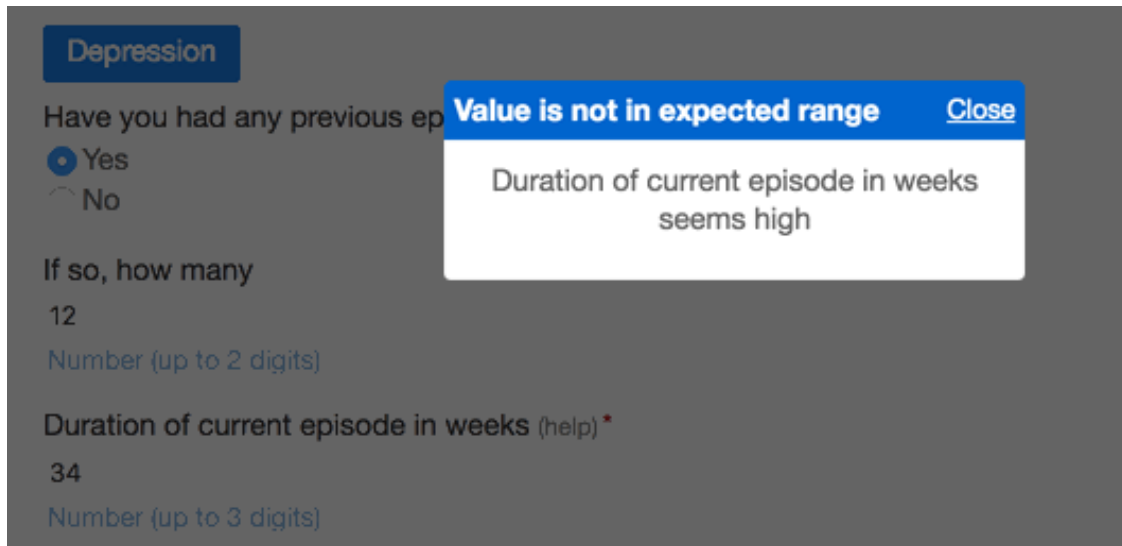 Depression
Have you had any previous ep
Yes
No
If so, how many
12
Number (up to 2 digits)
Duration of current episode in weeks (help) *
34
Number (up to 3 digits)
Value is not in expected range Close
Duration of current episode in weeks
seems high